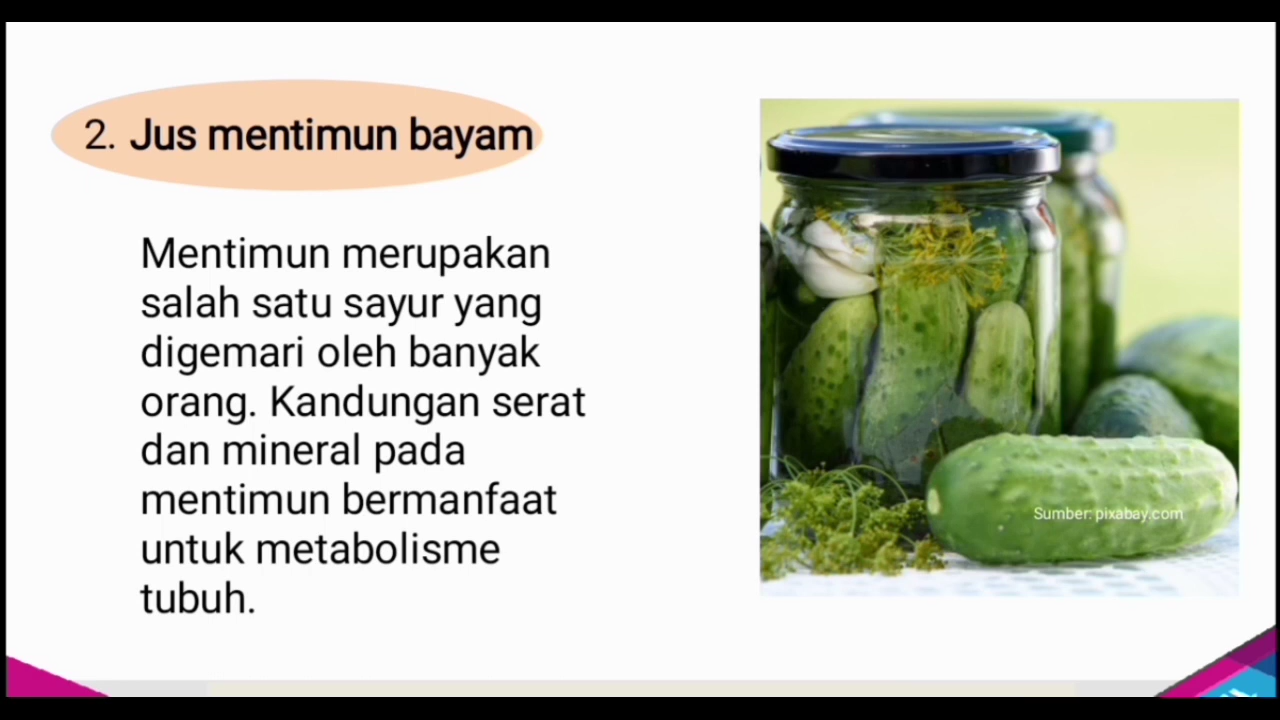 2. Jus mentimun bayam
Mentimun merupakan
salah satu sayur yang
digemari oleh banyak
orang. Kandungan serat
dan mineral pada
mentimun bermanfaat
untuk metabolisme
tubuh.
Sumber: pixabay.com